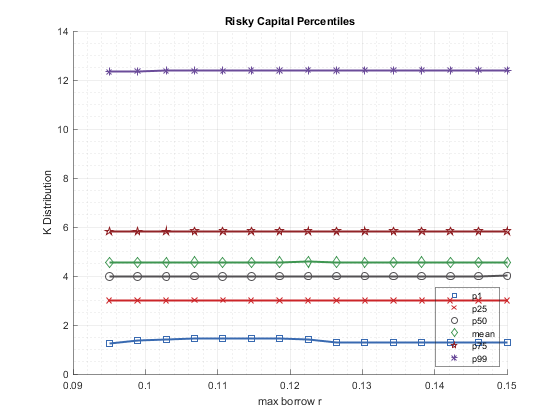 Risky Capital Percentiles
14
12
10
8
6
4
2
0
K Distribution
0.09
0.1
0.11
0.12
0.13
0.14
0.15
max borrow r
p1
p25
p50
mean
p75
p99